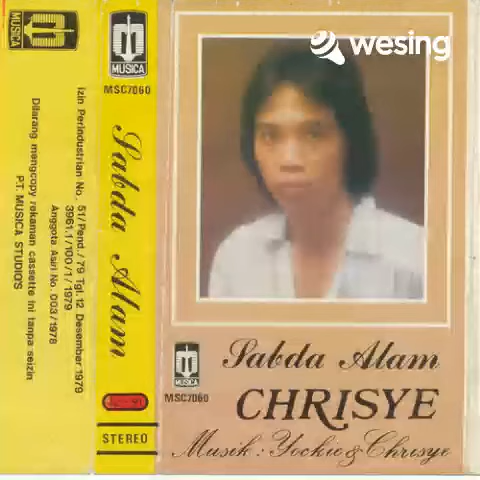 wesing
MUSICA
izin Perindustrian No. 51/Pend./79 Tgl.12 Desember 1979
3961.1/100/1/1979
Anggota Asiri No. 003/1978
Dilarang mengcopy rekaman cassette ini tanpa seizin
P.T. MUSICA STUDIO'S
MUSICA
MSC7060
Sabda Alam
STEREO
MUSICA
MSC7060
Sabda Alam
CHRISYE
Musik: Yockie & Chrisye